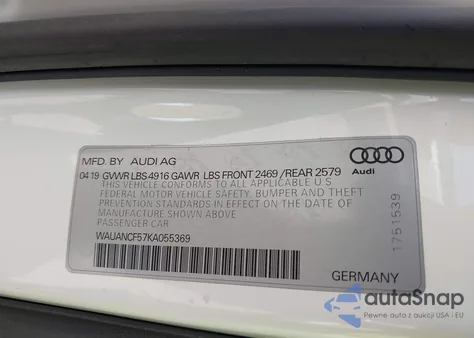 MFD. BY AUDI AG
04 19 GVWR LBS 4916 GAWR LBS FRONT 2469 /REAR 2579
THIS VEHICLE CONFORMS TO ALL APPLICABLE U S
FEDERAL MOTOR VEHICLE SAFETY, BUMPER AND THEFT
PREVENTION STANDARDS IN EFFECT ON THE DATE OF
MANUFACTURE SHOWN ABOVE.
PASSENGER CAR
WAUANCF57KA055369
Audi
1751539
GERMANY
autoSnap
Pewne auto z aukcji USA i EU